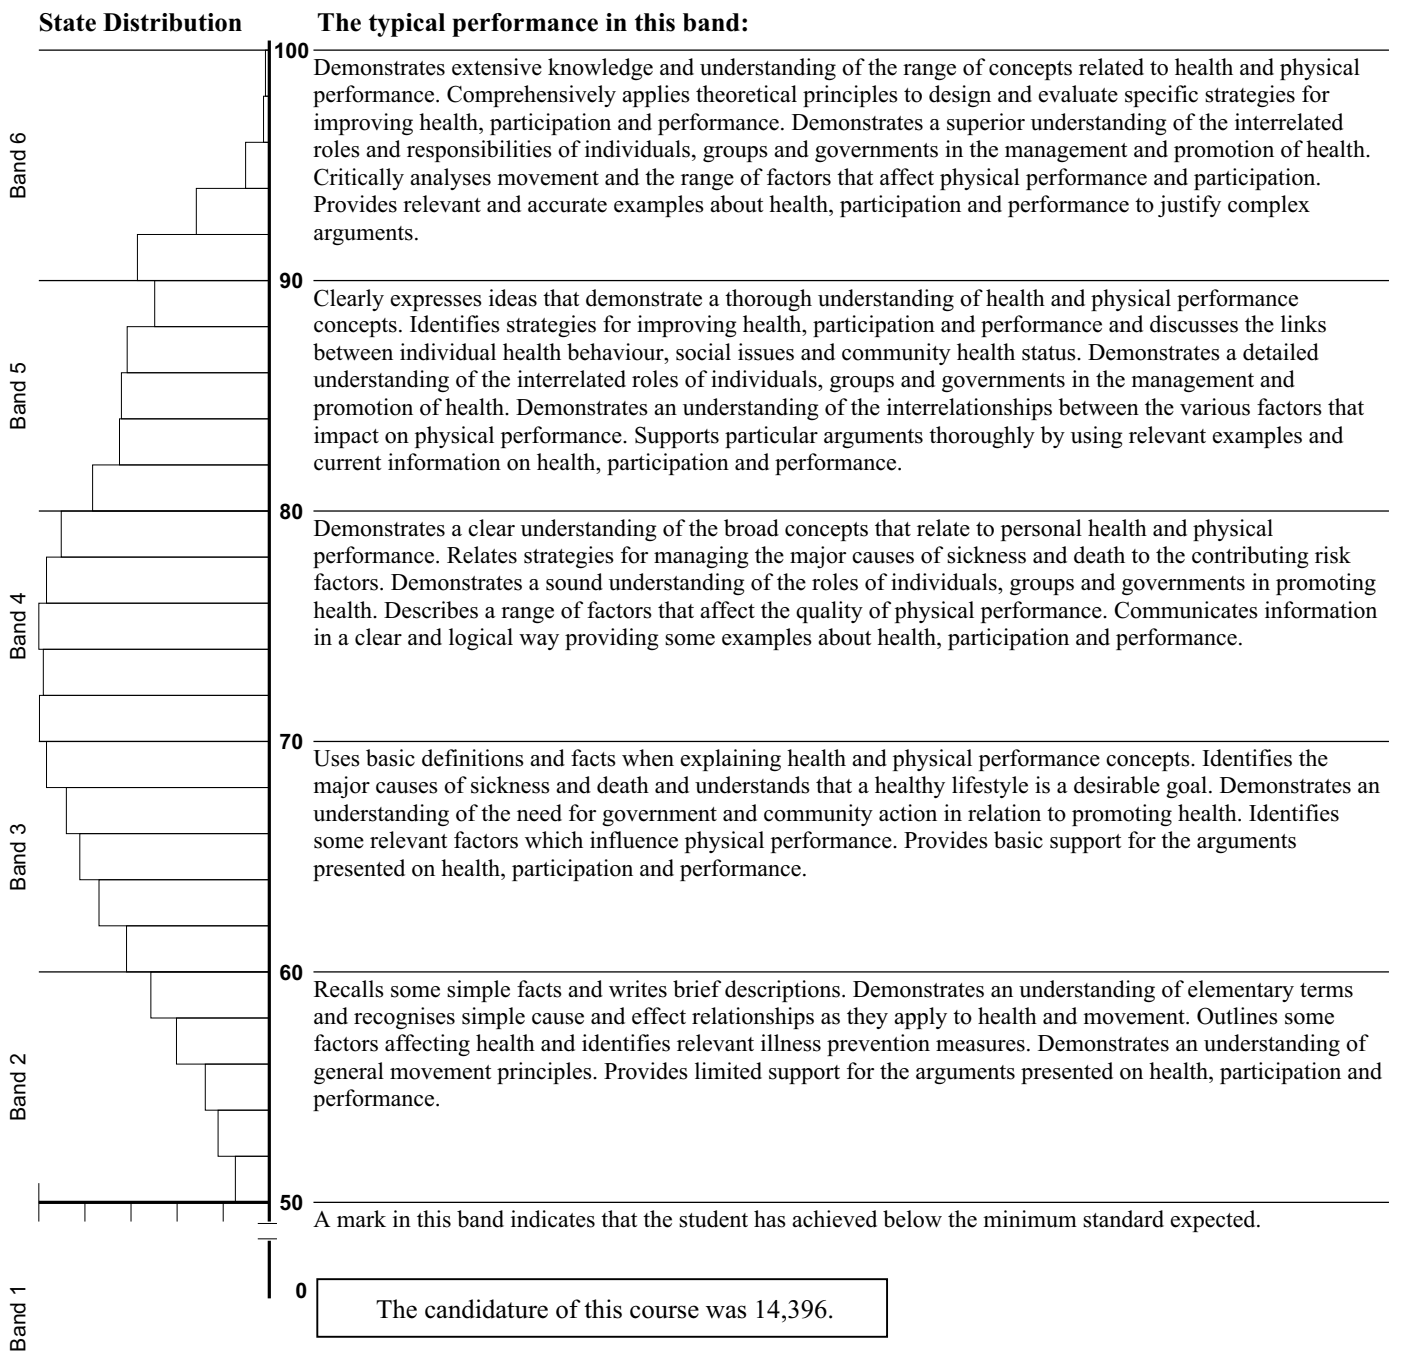 State Distribution
The typical performance in this band:
100
Band 6
Demonstrates extensive knowledge and understanding of the range of concepts related to health and physical
performance. Comprehensively applies theoretical principles to design and evaluate specific strategies for
improving health, participation and performance. Demonstrates a superior understanding of the interrelated
roles and responsibilities of individuals, groups and governments in the management and promotion of health.
Critically analyses movement and the range of factors that affect physical performance and participation.
Provides relevant and accurate examples about health, participation and performance to justify complex
arguments.
90
Band 5
Clearly expresses ideas that demonstrate a thorough understanding of health and physical performance
concepts. Identifies strategies for improving health, participation and performance and discusses the links
between individual health behaviour, social issues and community health status. Demonstrates a detailed
understanding of the interrelated roles of individuals, groups and governments in the management and
promotion of health. Demonstrates an understanding of the interrelationships between the various factors that
impact on physical performance. Supports particular arguments thoroughly by using relevant examples and
current information on health, participation and performance.
80
Band 4
Demonstrates a clear understanding of the broad concepts that relate to personal health and physical
performance. Relates strategies for managing the major causes of sickness and death to the contributing risk
factors. Demonstrates a sound understanding of the roles of individuals, groups and governments in promoting
health. Describes a range of factors that affect the quality of physical performance. Communicates information
in a clear and logical way providing some examples about health, participation and performance.
70
Band 3
Uses basic definitions and facts when explaining health and physical performance concepts. Identifies the
major causes of sickness and death and understands that a healthy lifestyle is a desirable goal. Demonstrates an
understanding of the need for government and community action in relation to promoting health. Identifies
some relevant factors which influence physical performance. Provides basic support for the arguments
presented on health, participation and performance.
60
Band 2
Recalls some simple facts and writes brief descriptions. Demonstrates an understanding of elementary terms
and recognises simple cause and effect relationships as they apply to health and movement. Outlines some
factors affecting health and identifies relevant illness prevention measures. Demonstrates an understanding of
general movement principles. Provides limited support for the arguments presented on health, participation and
performance.
50
A mark in this band indicates that the student has achieved below the minimum standard expected.
0
Band 1
The candidature of this course was 14,396.